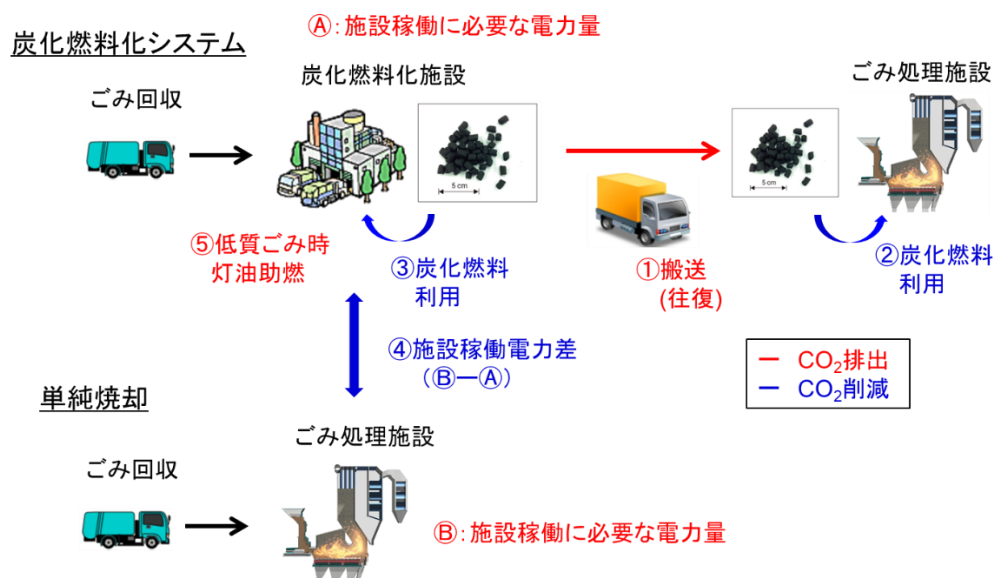 Ⓐ:施設稼働に必要な電力量
炭化燃料化システム
炭化燃料化施設
ごみ処理施設
ごみ回収
5 cm
5 cm
⑤低質ごみ時
灯油助燃
③炭化燃料
利用
①搬送
(往復)
②炭化燃料
利用
④施設稼働電力差
(Ⓑ―Ⓐ)
ー CO₂排出
ー CO₂削減
単純焼却
ごみ処理施設
ごみ回収
Ⓑ:施設稼働に必要な電力量